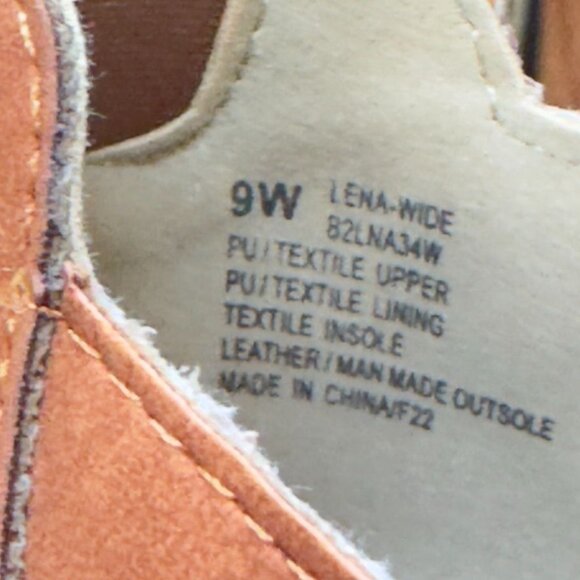 9W LENA-WIDE
82LNA34W
PU/TEXTILE UPPER
PU/TEXTILE LINING
TEXTILE INSOLE
LEATHER/MAN MADE OUTSOLE
MADE IN CHINA/F22